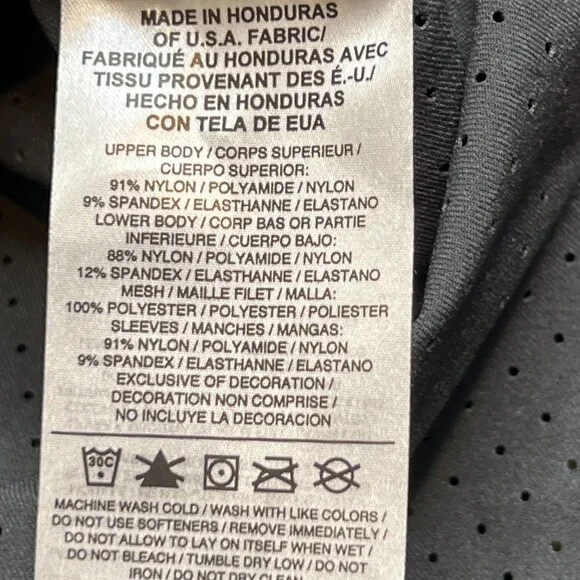 MADE IN HONDURAS
OF U.S.A. FABRIC/
FABRIQUÉ AU HONDURAS AVEC
TISSU PROVENANT DES É.-U./
HECHO EN HONDURAS
CON TELA DE EUA
UPPER BODY / CORPS SUPERIEUR /
CUERPO SUPERIOR:
91% NYLON / POLYAMIDE / NYLON
9% SPANDEX / ELASTHANNE / ELASTANO
LOWER BODY / CORP BAS OR PARTIE
INFERIEURE / CUERPO BAJO:
88% NYLON / POLYAMIDE / NYLON
12% SPANDEX / ELASTHANNE / ELASTANO
MESH / MAILLE FILET / MALLA:
100% POLYESTER / POLYESTER / POLIESTER
SLEEVES / MANCHES / MANGAS:
91% NYLON / POLYAMIDE / NYLON
9% SPANDEX / ELASTHANNE / ELASTANO
EXCLUSIVE OF DECORATION /
DECORATION NON COMPRISE /
NO INCLUYE LA DECORACION
30C
MACHINE WASH COLD / WASH WITH LIKE COLORS /
DO NOT USE SOFTENERS / REMOVE IMMEDIATELY /
DO NOT ALLOW TO LAY ON ITSELF WHEN WET /
DO NOT BLEACH / TUMBLE DRY LOW / DO NOT
IRON / DO NOT DRY CLEAN